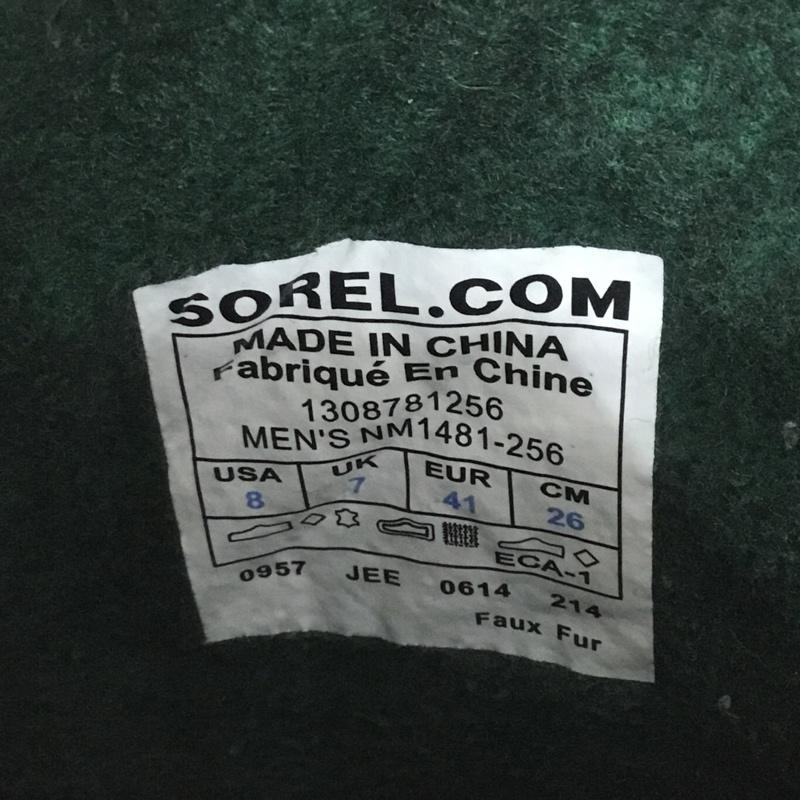 SOREL.COM
MADE IN CHINA
Fabriqué En Chine
1308781256
MEN'S NM1481-256
USA UK EUR CM
8 7 41 26
ECA-1
0957 JEE 0614 214
Faux Fur